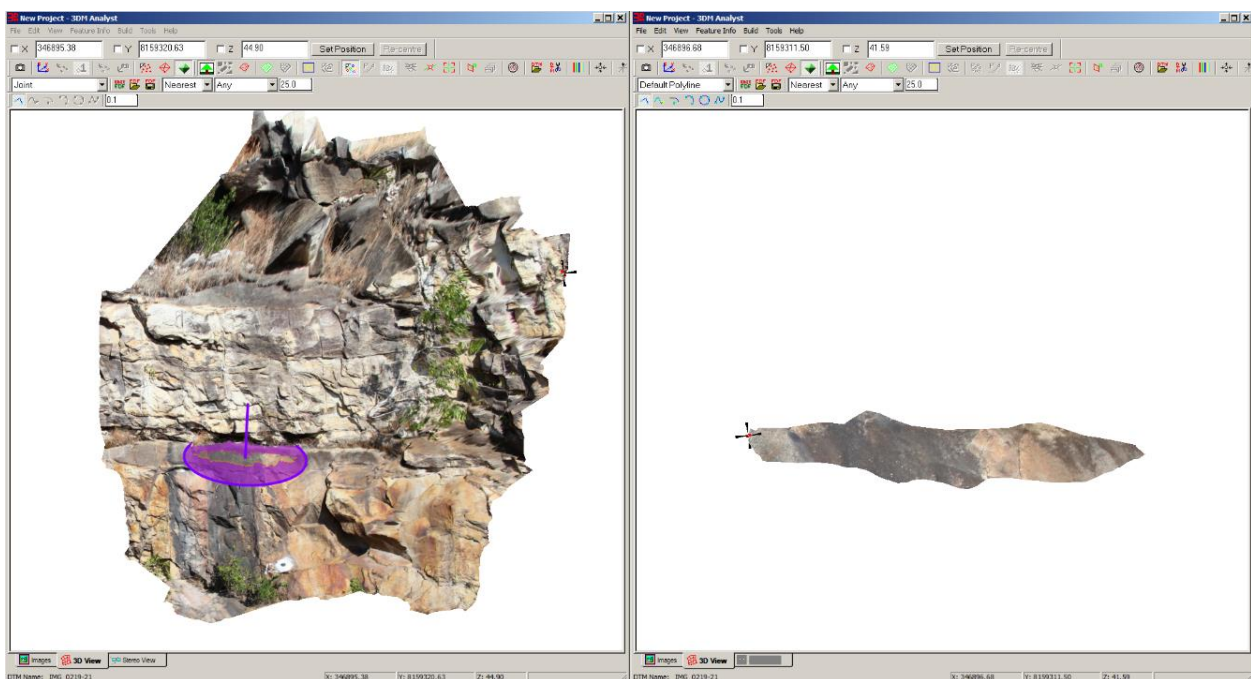 New Project - 3DM Analyst
File Edit View Feature Info Build Tools Help
X 346895.38 Y 8159320.63 Z 44.90 Set Position Re-centre
Joint Nearest Any 25.0
0.1
Images 3D View Stereo View
DTM Name: IMG_0219-21 X: 346895.38 Y: 8159320.63 Z: 44.90
New Project - 3DM Analyst
File Edit View Feature Info Build Tools Help
X 346896.68 Y 8159311.50 Z 41.59 Set Position Re-centre
Default Polyline Nearest Any 25.0
0.1
Images 3D View
DTM Name: IMG_0219-21 X: 346896.68 Y: 8159311.50 Z: 41.59